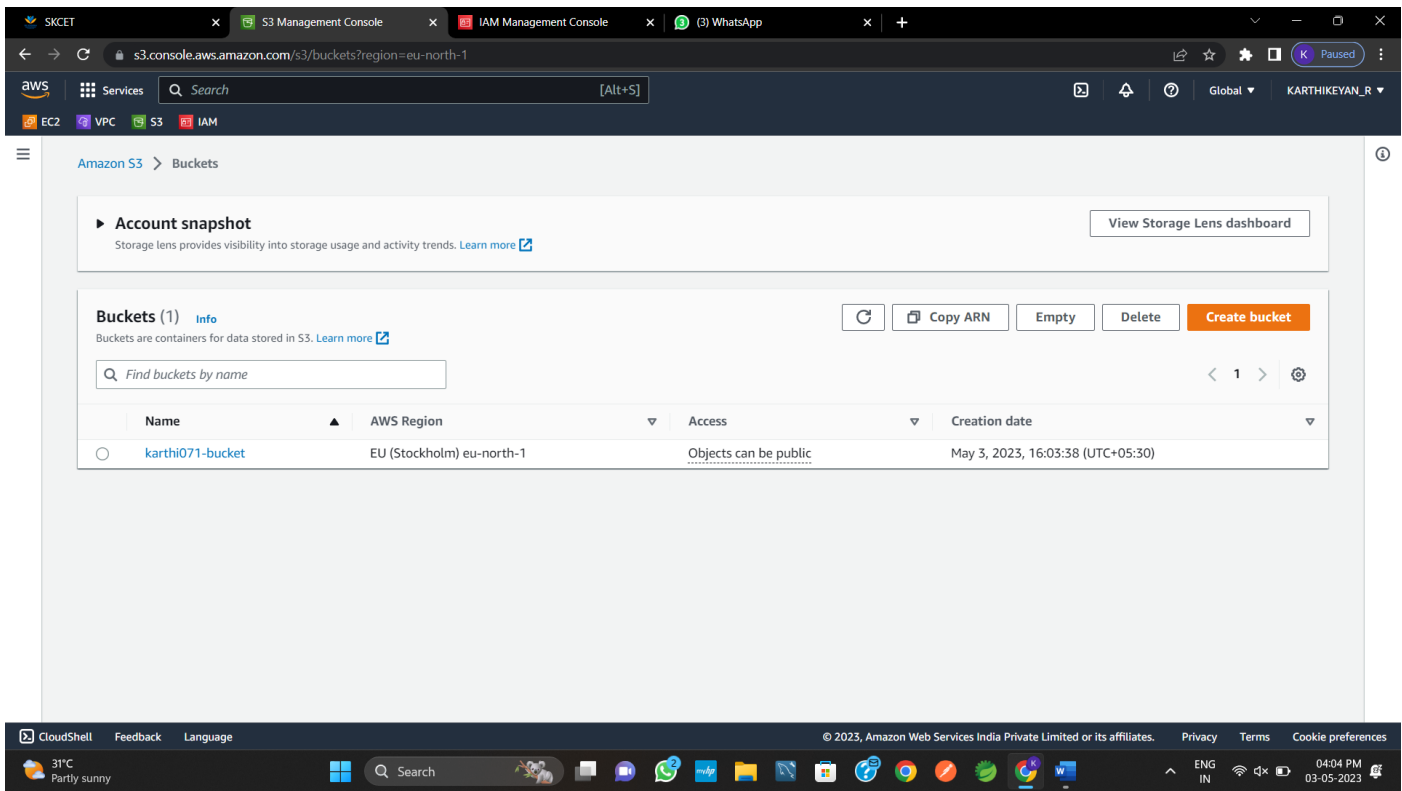 SKCET
S3 Management Console
IAM Management Console
(3) WhatsApp
s3.console.aws.amazon.com/s3/buckets?region=eu-north-1
K Paused
aws Services Search [Alt+S] Global KARTHIKEYAN_R
EC2 VPC S3 IAM
Amazon S3 Buckets
Account snapshot
View Storage Lens dashboard
Storage lens provides visibility into storage usage and activity trends. Learn more
Buckets (1) Info
Copy ARN Empty Delete Create bucket
Buckets are containers for data stored in S3. Learn more
Find buckets by name
1
Name AWS Region Access Creation date
karthi071-bucket EU (Stockholm) eu-north-1 Objects can be public May 3, 2023, 16:03:38 (UTC+05:30)
CloudShell Feedback Language © 2023, Amazon Web Services India Private Limited or its affiliates. Privacy Terms Cookie preferences
31°C
Partly sunny
Search
2
ENG
IN
04:04 PM
03-05-2023